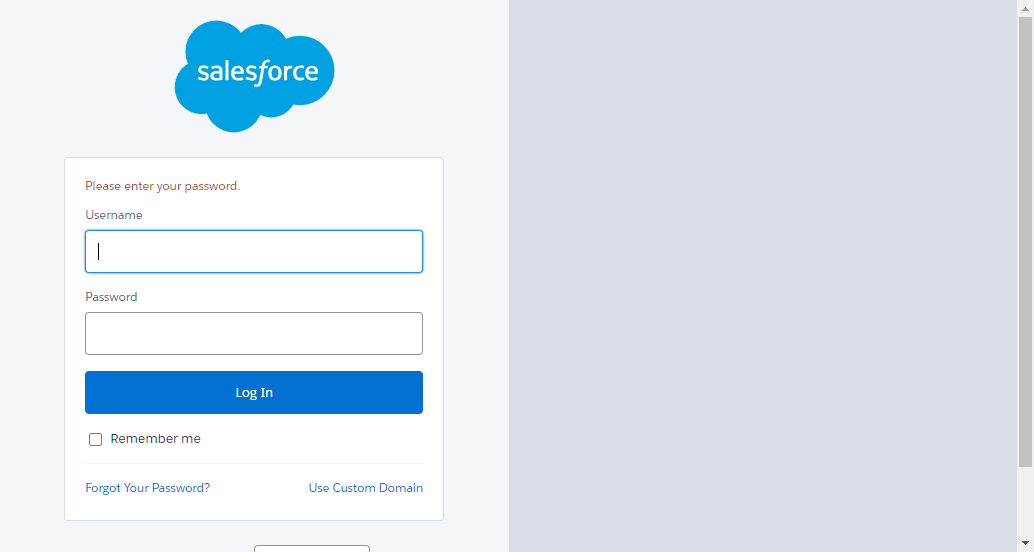 salesforce
Please enter your password.
Username
Password
Log In
Remember me
Forgot Your Password?
Use Custom Domain